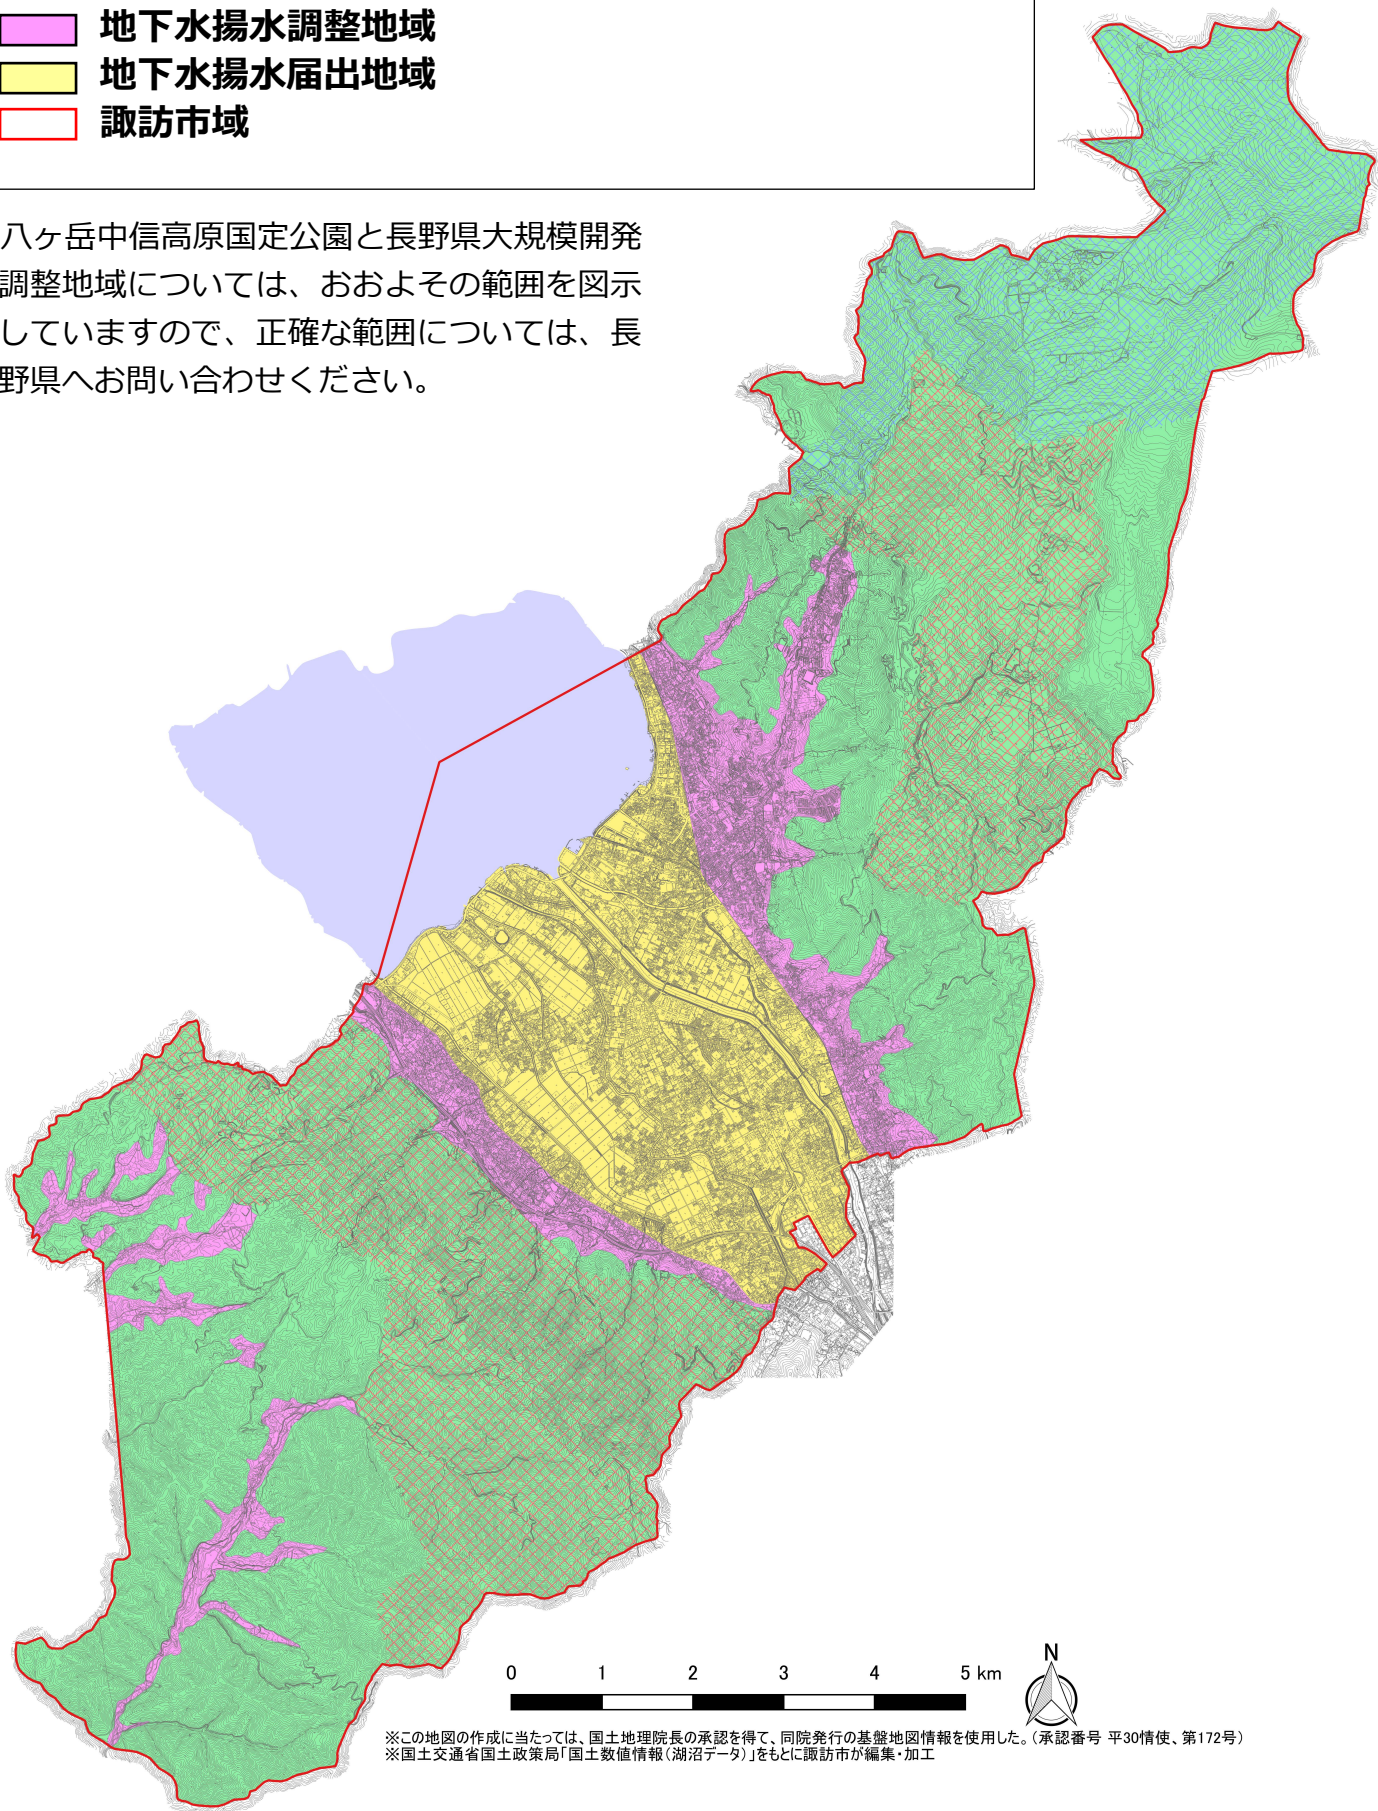 地下水揚水調整地域
地下水揚水届出地域
諏訪市域
八ヶ岳中信高原国定公園と長野県大規模開発
調整地域については、おおよその範囲を図示
していますので、正確な範囲については、長
野県へお問い合わせください。
N
0 1 2 3 4 5 km
※この地図の作成に当たっては、国土地理院長の承認を得て、同院発行の基盤地図情報を使用した。（承認番号 平30情使、第172号）
※国土交通省国土政策局「国土数値情報（湖沼データ）」をもとに諏訪市が編集・加工